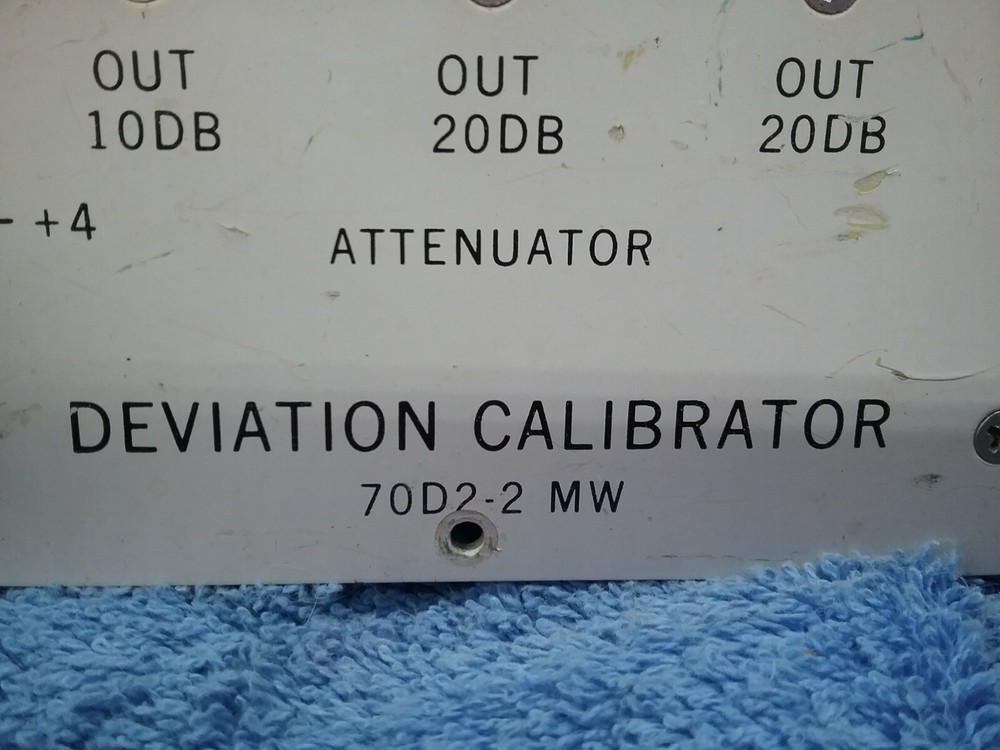 OUT OUT OUT
10DB 20DB 20DB
- +4
ATTENUATOR
DEVIATION CALIBRATOR
70D2-2 MW